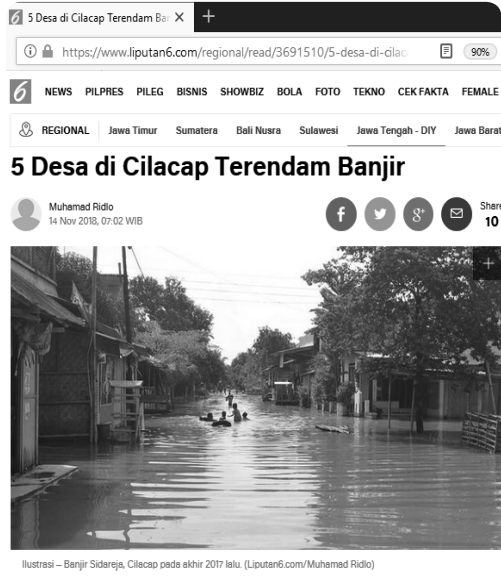 6 5 Desa di Cilacap Terendam Ba
https://www.liputan6.com/regional/read/3691510/5-desa-di-cilac
90%
6 NEWS PILPRES PILEG BISNIS SHOWBIZ BOLA FOTO TEKNO CEK FAKTA FEMALE
REGIONAL Jawa Timur Sumatera Bali Nusra Sulawesi Jawa Tengah - DIY Jawa Barat
5 Desa di Cilacap Terendam Banjir
Muhamad Ridlo
14 Nov 2018, 07:02 WIB
Share
10
Ilustrasi – Banjir Sidareja, Cilacap pada akhir 2017 lalu. (Liputan6.com/Muhamad Ridlo)